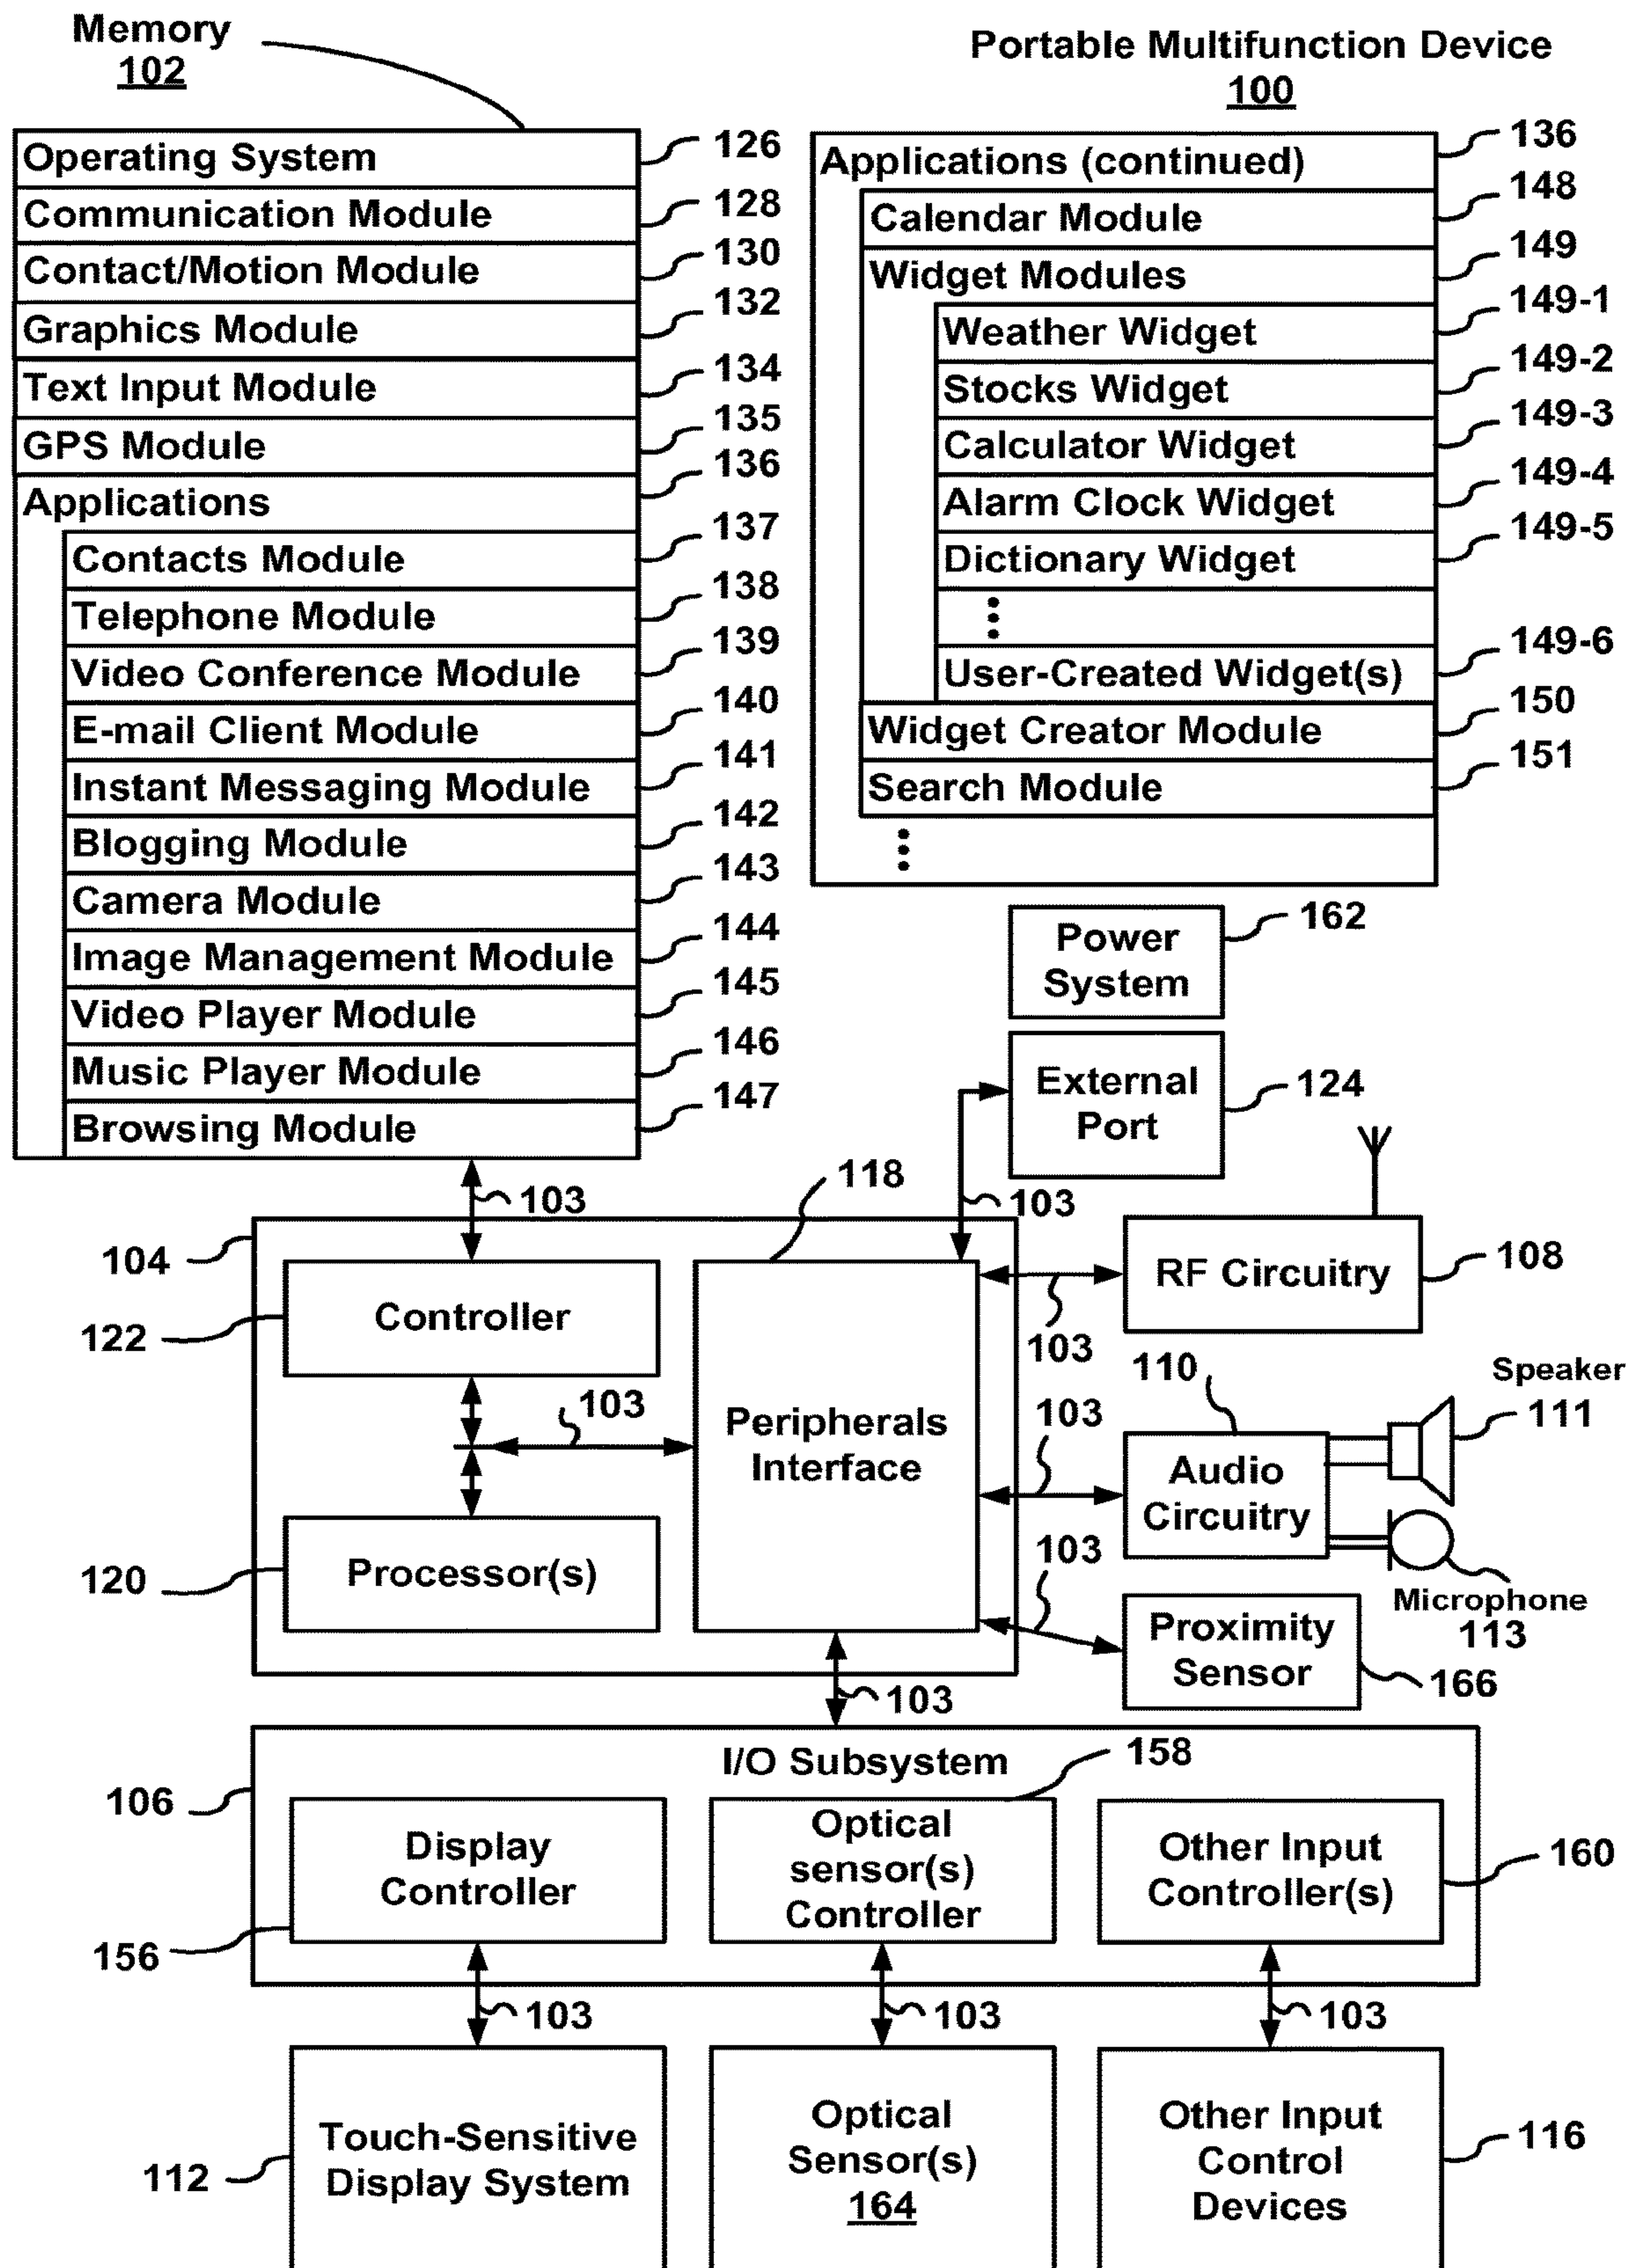 Memory
102
Portable Multifunction Device
100
Operating System
126
Communication Module
128
Contact/Motion Module
130
Graphics Module
132
Text Input Module
134
GPS Module
135
Applications
136
Contacts Module
137
Telephone Module
138
Video Conference Module
139
E-mail Client Module
140
Instant Messaging Module
141
Blogging Module
142
Camera Module
143
Image Management Module
144
Video Player Module
145
Music Player Module
146
Browsing Module
147
Applications (continued)
136
Calendar Module
148
Widget Modules
149
Weather Widget
149-1
Stocks Widget
149-2
Calculator Widget
149-3
Alarm Clock Widget
149-4
Dictionary Widget
149-5
User-Created Widget(s)
149-6
Widget Creator Module
150
Search Module
151
Power
System
162
External
Port
124
103
118
103
104
Controller
122
RF Circuitry
108
103
103
Peripherals
Interface
Processor(s)
120
110
Speaker
111
103
Audio
Circuitry
Microphone
113
103
Proximity
Sensor
166
103
I/O Subsystem
106
158
Display
Controller
156
Optical
sensor(s)
Controller
Other Input
Controller(s)
160
103
103
103
Touch-Sensitive
Display System
112
Optical
Sensor(s)
164
Other Input
Control
Devices
116